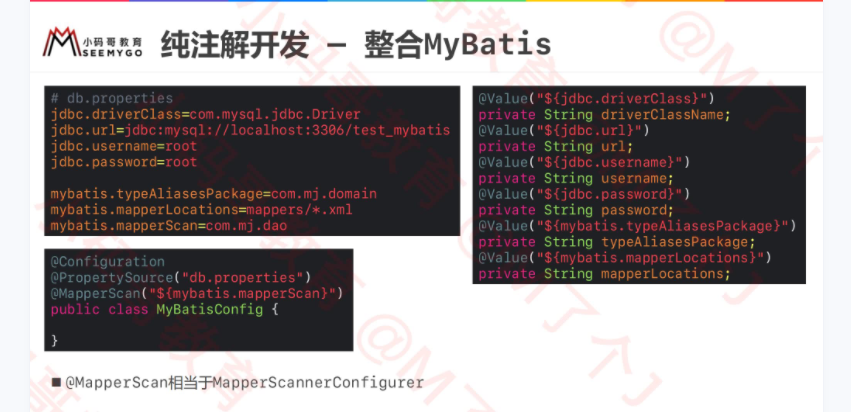 小码哥教育
SEEMYGO
纯注解开发 – 整合MyBatis
# db.properties
jdbc.driverClass=com.mysql.jdbc.Driver
jdbc.url=jdbc:mysql://localhost:3306/test_mybatis
jdbc.username=root
jdbc.password=root
mybatis.typeAliasesPackage=com.mj.domain
mybatis.mapperLocations=mappers/*.xml
mybatis.mapperScan=com.mj.dao
@Configuration
@PropertySource("db.properties")
@MapperScan("${mybatis.mapperScan}")
public class MyBatisConfig {
}
@Value("${jdbc.driverClass}")
private String driverClassName;
@Value("${jdbc.url}")
private String url;
@Value("${jdbc.username}")
private String username;
@Value("${jdbc.password}")
private String password;
@Value("${mybatis.typeAliasesPackage}")
private String typeAliasesPackage;
@Value("${mybatis.mapperLocations}")
private String mapperLocations;
■ @MapperScan相当于MapperScannerConfigurer